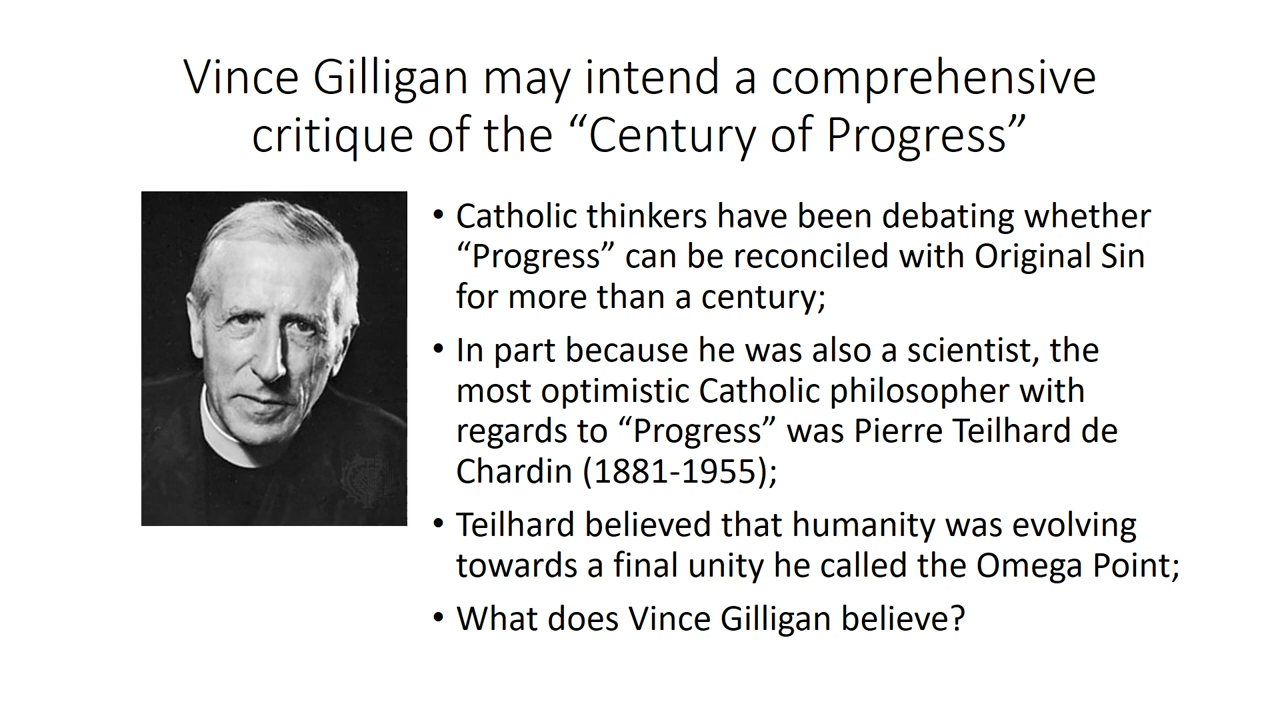 Vince Gilligan may intend a comprehensive
critique of the “Century of Progress”
• Catholic thinkers have been debating whether
“Progress” can be reconciled with Original Sin
for more than a century;
• In part because he was also a scientist, the
most optimistic Catholic philosopher with
regards to “Progress” was Pierre Teilhard de
Chardin (1881-1955);
• Teilhard believed that humanity was evolving
towards a final unity he called the Omega Point;
• What does Vince Gilligan believe?